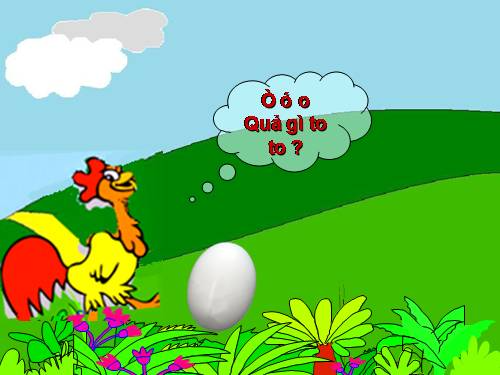 Ò ó o
Quả gì to
to ?